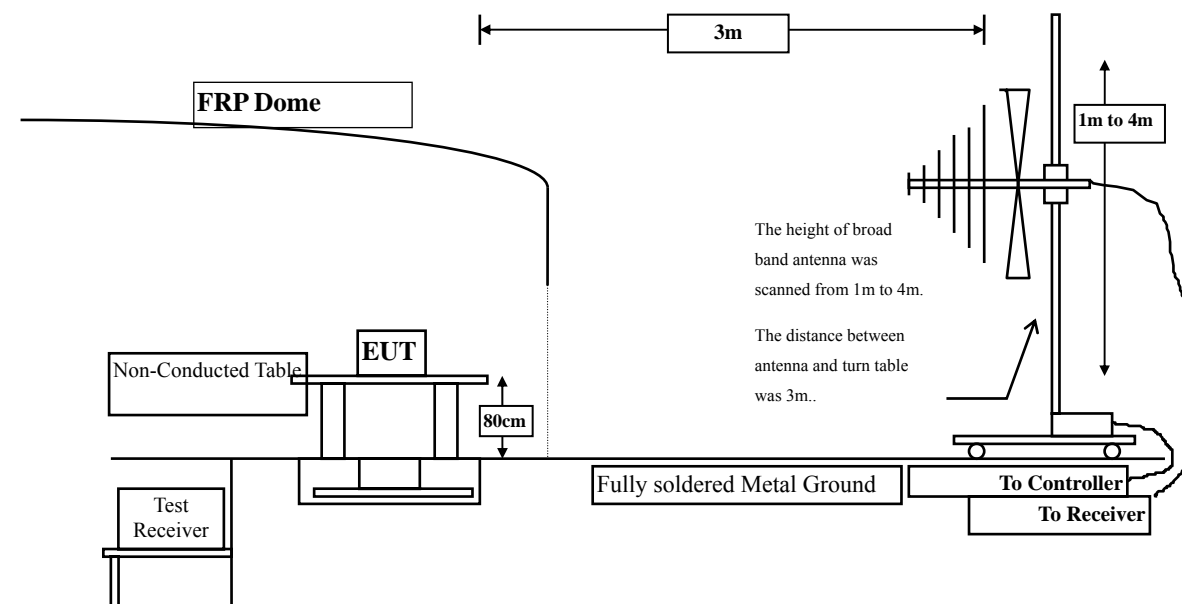 3m
FRP Dome
1m to 4m
The height of broad
band antenna was
scanned from 1m to 4m.
The distance between
antenna and turn table
was 3m..
EUT
Non-Conducted Table
80cm
Fully soldered Metal Ground
To Controller
To Receiver
Test
Receiver